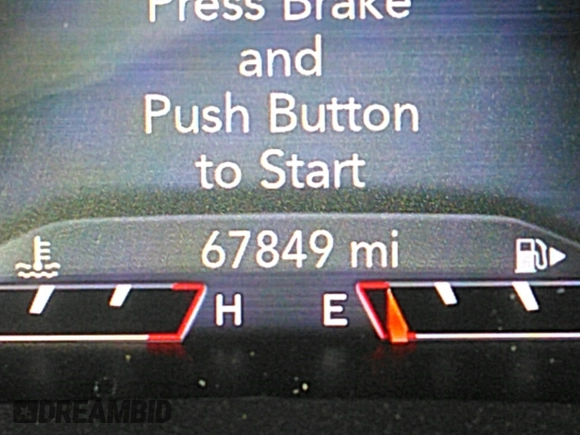 Press Brake
and
Push Button
to Start
67849 mi
H E
DREAMBID